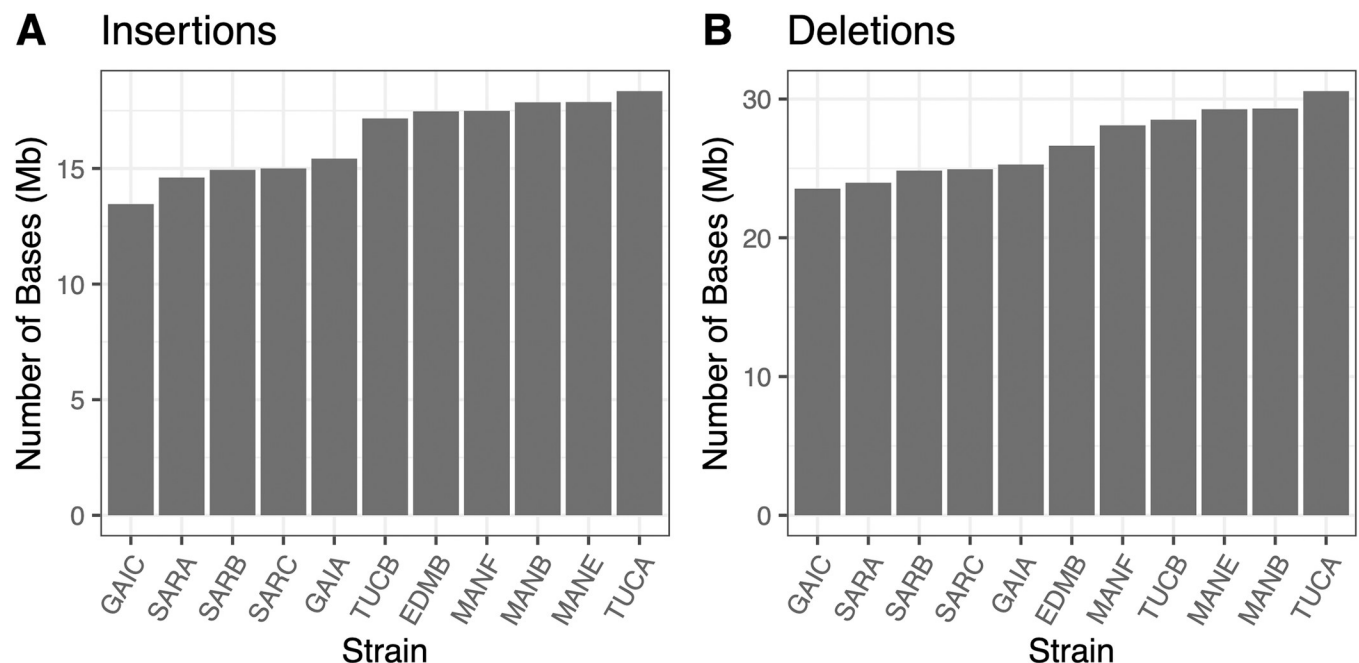 A Insertions
Number of Bases (Mb)
15
10
5
0
GAIC SARA SARB SARC GAIA TUCB EDMB MANF MANB MANE TUCA
Strain
B Deletions
Number of Bases (Mb)
30
20
10
0
GAIC SARA SARB SARC GAIA EDMB MANF TUCB MANE MANB TUCA
Strain